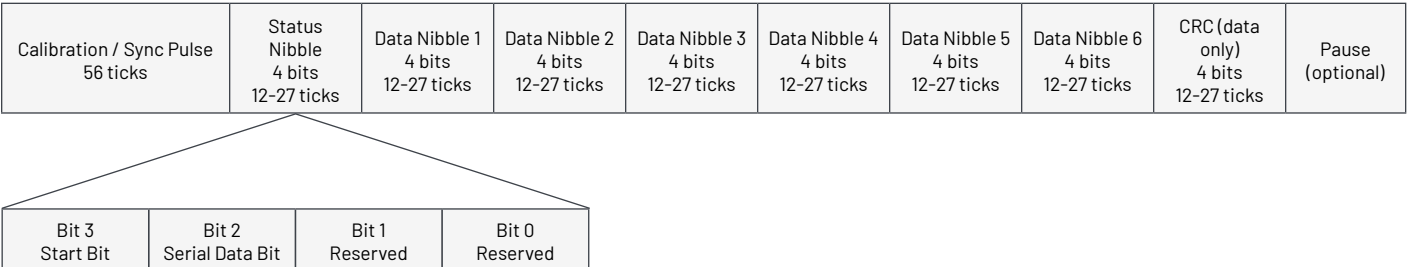 Calibration / Sync Pulse
56 ticks
Status
Nibble
4 bits
12-27 ticks
Data Nibble 1
4 bits
12-27 ticks
Data Nibble 2
4 bits
12-27 ticks
Data Nibble 3
4 bits
12-27 ticks
Data Nibble 4
4 bits
12-27 ticks
Data Nibble 5
4 bits
12-27 ticks
Data Nibble 6
4 bits
12-27 ticks
CRC (data
only)
4 bits
12-27 ticks
Pause
(optional)
Bit 3
Start Bit
Bit 2
Serial Data Bit
Bit 1
Reserved
Bit 0
Reserved